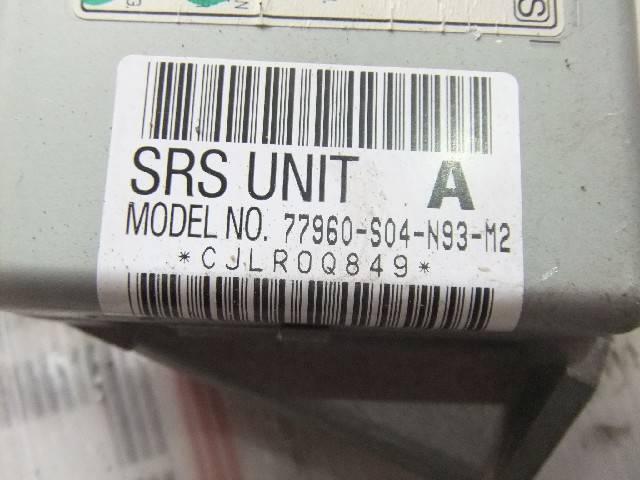 SRS UNIT A
MODEL NO. 77960-S04-N93-M2
*CJLR0Q849*